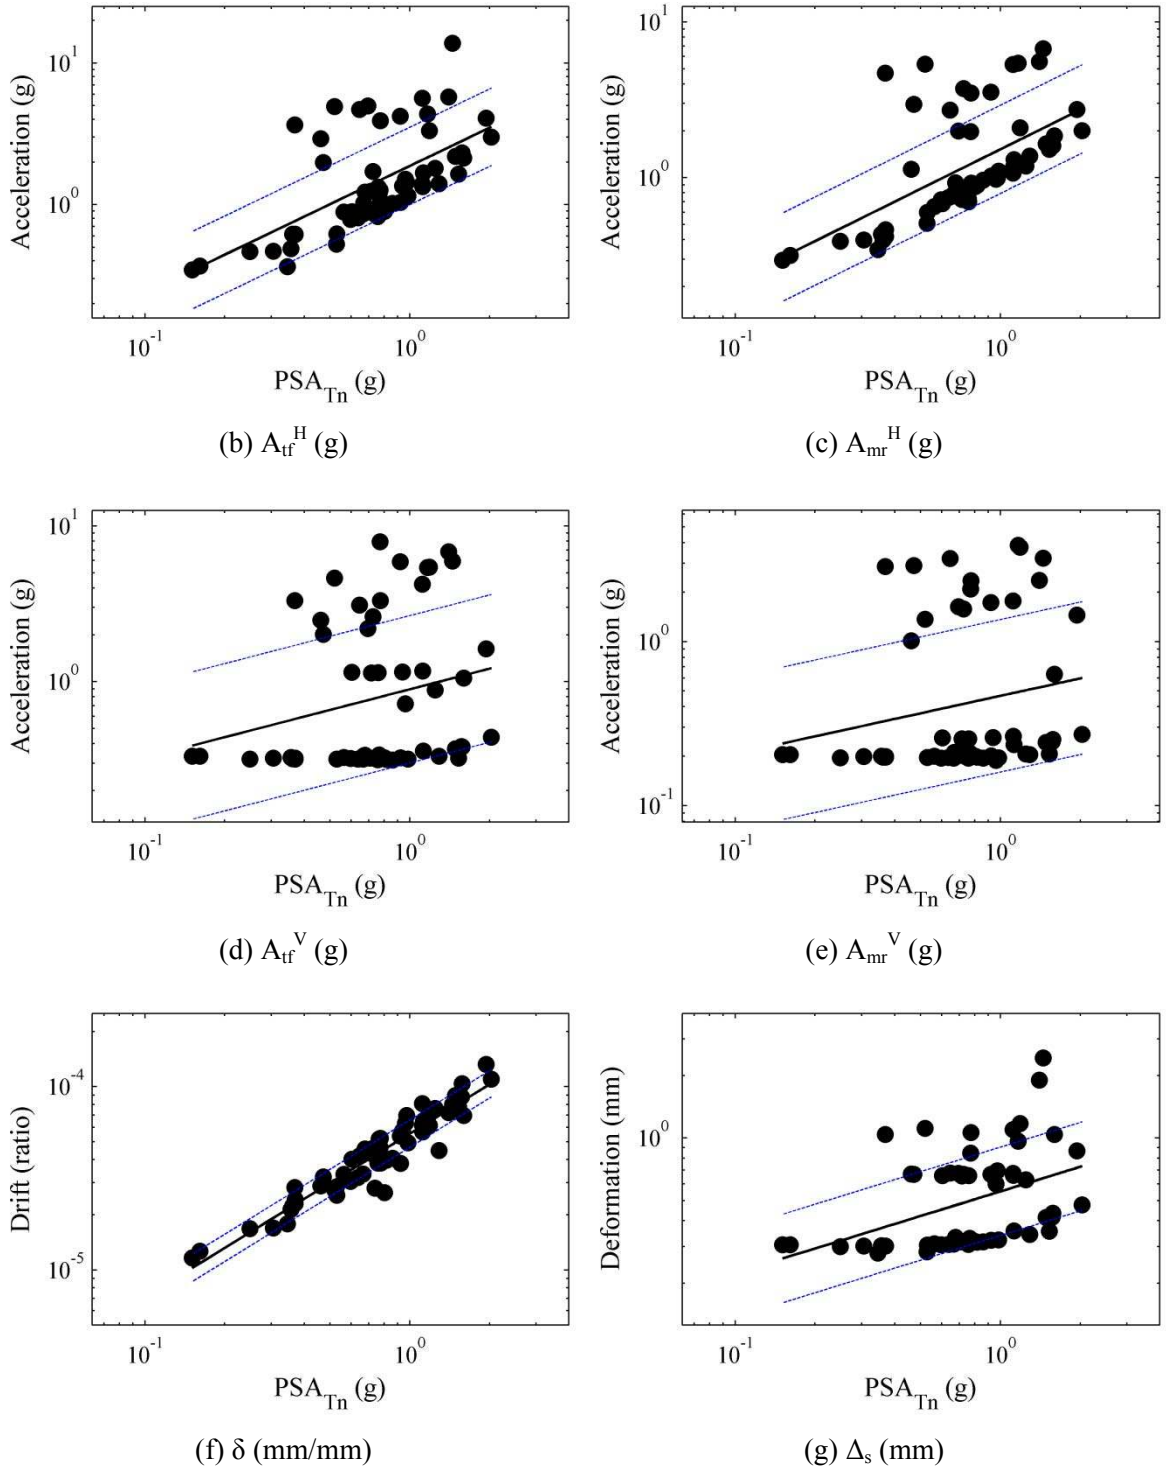 Acceleration (g)
10^1
10^0
10^-1
10^0
PSA_Tn (g)
(b) A_tf^H (g)
Acceleration (g)
10^1
10^0
10^-1
10^0
PSA_Tn (g)
(c) A_mr^H (g)
Acceleration (g)
10^1
10^0
10^-1
10^0
PSA_Tn (g)
(d) A_tf^V (g)
Acceleration (g)
10^0
10^-1
10^-1
10^0
PSA_Tn (g)
(e) A_mr^V (g)
Drift (ratio)
10^-4
10^-5
10^-1
10^0
PSA_Tn (g)
(f) δ (mm/mm)
Deformation (mm)
10^0
10^-1
10^0
PSA_Tn (g)
(g) Δ_s (mm)